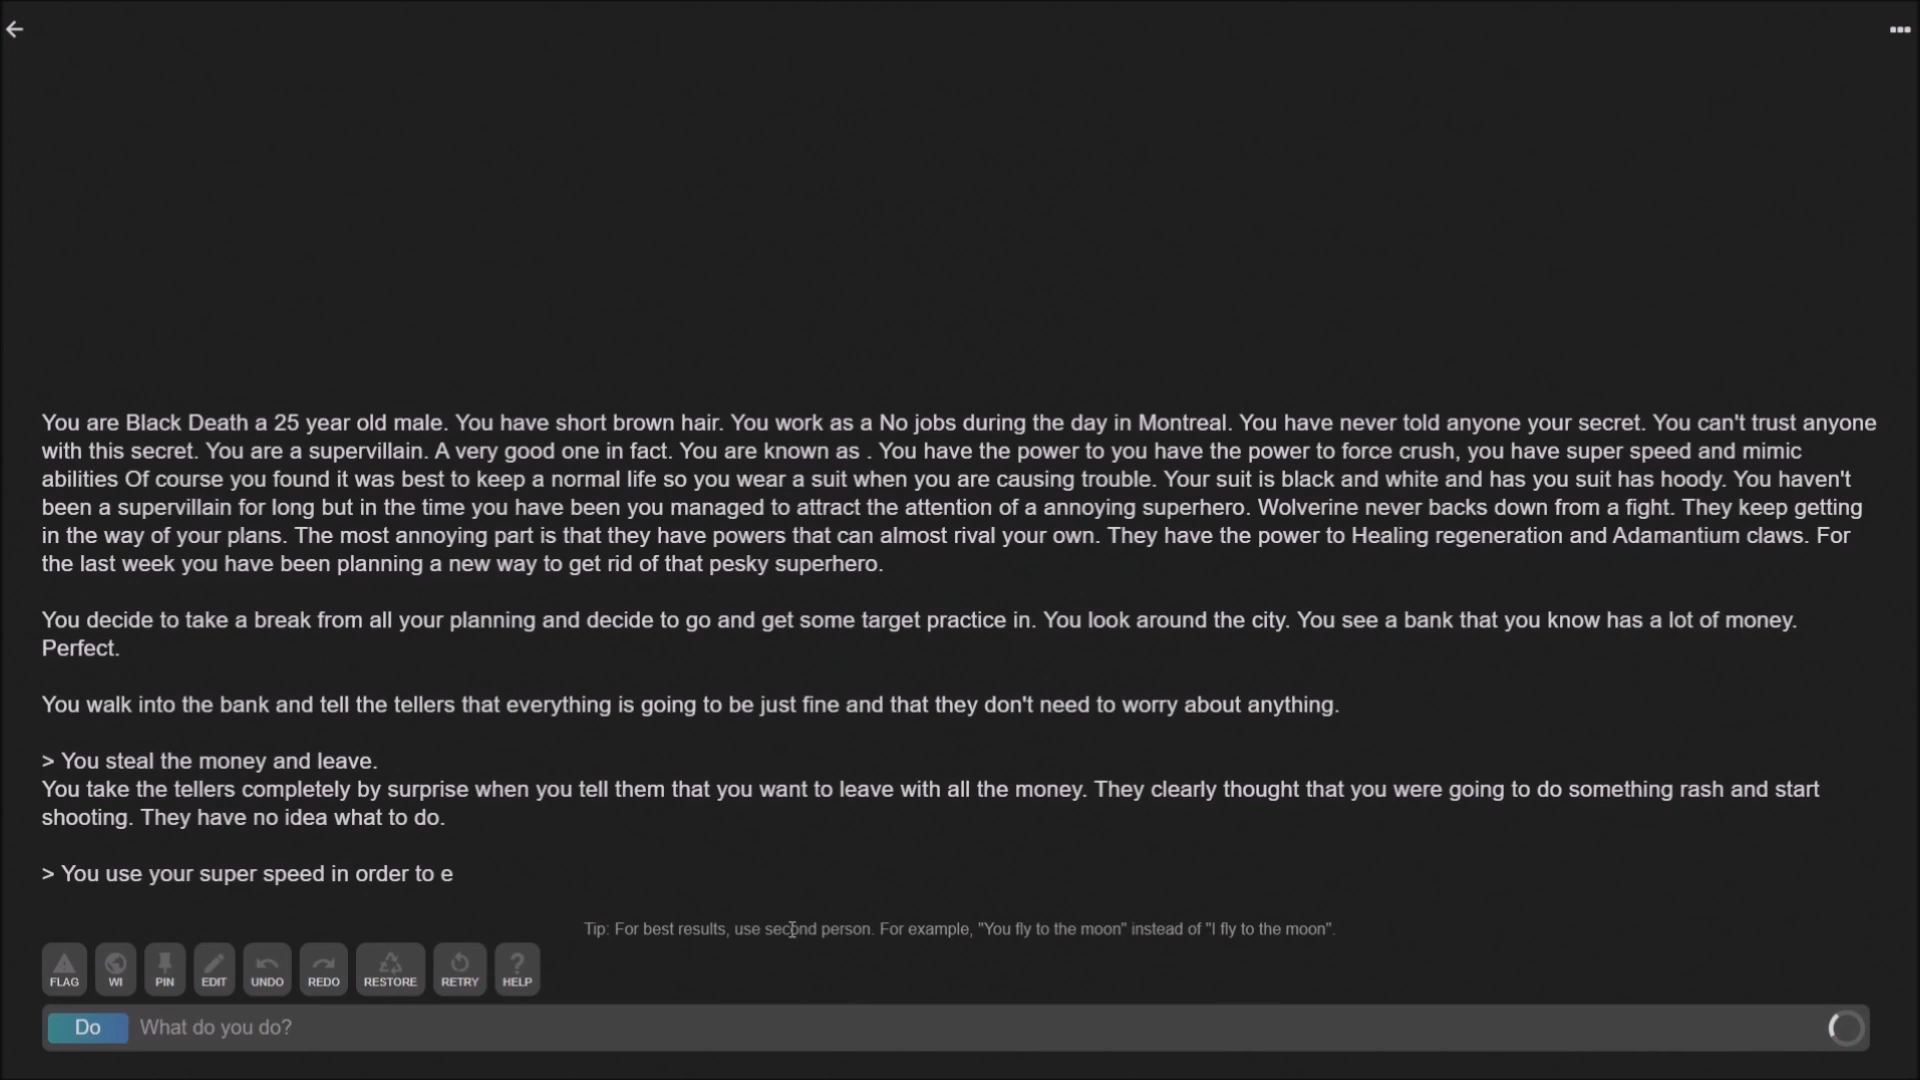 You are Black Death a 25 year old male. You have short brown hair. You work as a No jobs during the day in Montreal. You have never told anyone your secret. You can't trust anyone
with this secret. You are a supervillain. A very good one in fact. You are known as . You have the power to you have the power to force crush, you have super speed and mimic
abilities Of course you found it was best to keep a normal life so you wear a suit when you are causing trouble. Your suit is black and white and has you suit has hoody. You haven't
been a supervillain for long but in the time you have been you managed to attract the attention of a annoying superhero. Wolverine never backs down from a fight. They keep getting
in the way of your plans. The most annoying part is that they have powers that can almost rival your own. They have the power to Healing regeneration and Adamantium claws. For
the last week you have been planning a new way to get rid of that pesky superhero.
You decide to take a break from all your planning and decide to go and get some target practice in. You look around the city. You see a bank that you know has a lot of money.
Perfect.
You walk into the bank and tell the tellers that everything is going to be just fine and that they don't need to worry about anything.
> You steal the money and leave.
You take the tellers completely by surprise when you tell them that you want to leave with all the money. They clearly thought that you were going to do something rash and start
shooting. They have no idea what to do.
> You use your super speed in order to e
Tip: For best results, use second person. For example, "You fly to the moon" instead of "I fly to the moon".
FLAG WI PIN EDIT UNDO REDO RESTORE RETRY HELP
Do What do you do?